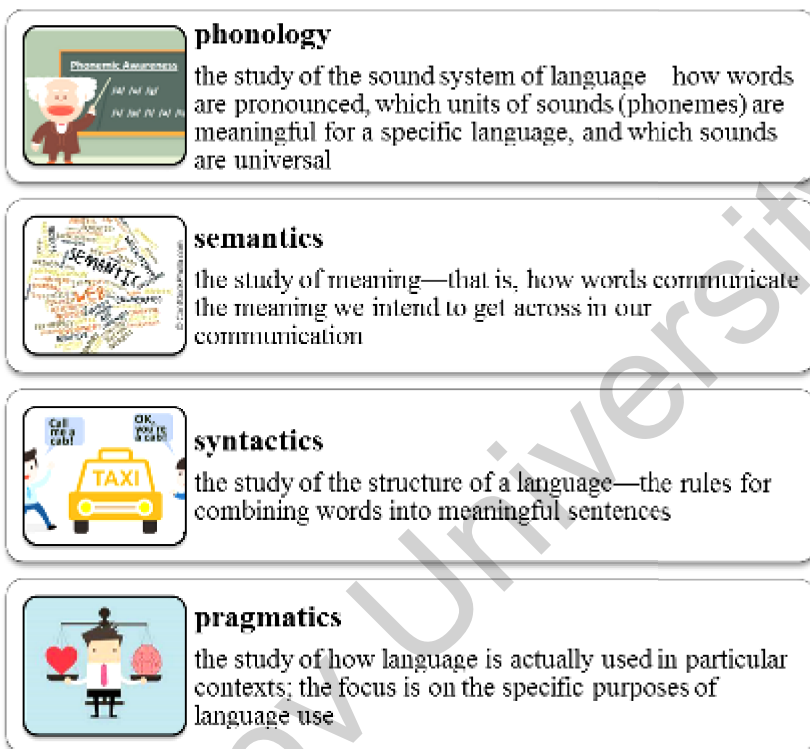 phonology
Phonemic Awareness
the study of the sound system of language how words
are pronounced, which units of sounds (phonemes) are
meaningful for a specific language, and which sounds
are universal
semantics
SEMANTIC
WEB
the study of meaning—that is, how words communicate
the meaning we intend to get across in our
communication
Call
me a
cab!
OK,
you're
a cab!
TAXI
syntactics
the study of the structure of a language—the rules for
combining words into meaningful sentences
pragmatics
the study of how language is actually used in particular
contexts; the focus is on the specific purposes of
language use
University